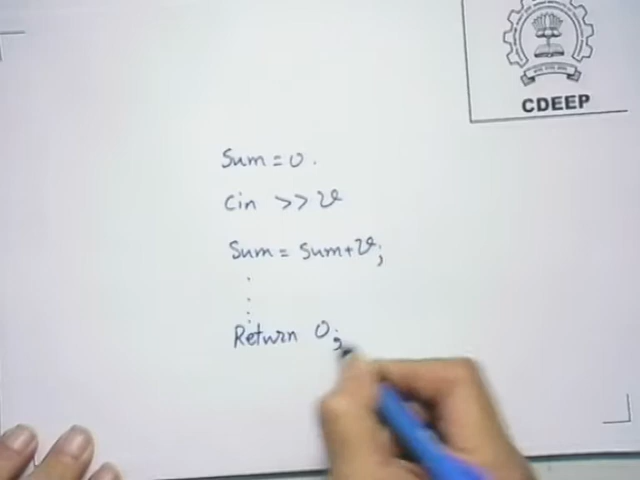 CDEEP
Sum = 0.
Cin >> v
Sum = Sum + v;
Return 0;